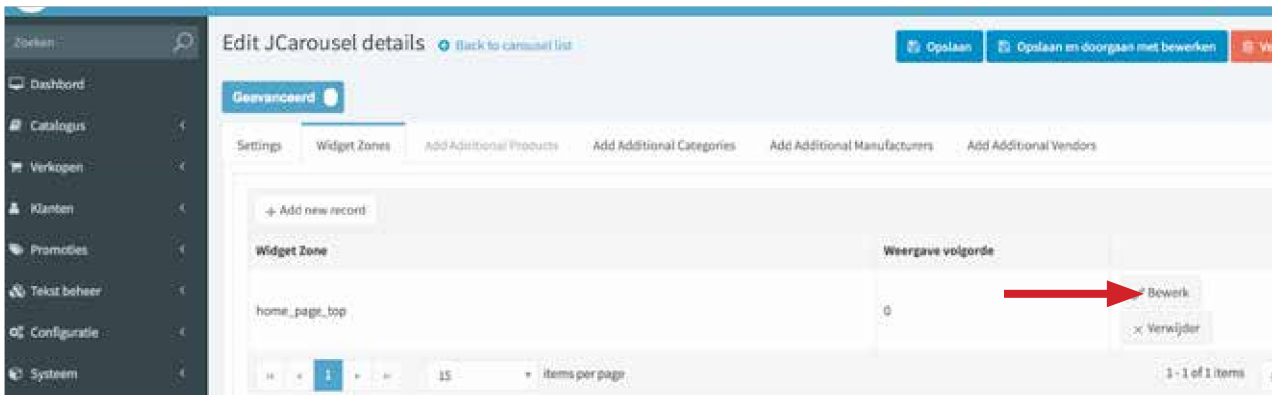 Zoeken
Edit JCarousel details Back to carousel list
Opslaan
Opslaan en doorgaan met bewerken
Dashbord
Catalogus
Verkopen
Klanten
Promoties
Tekst beheer
Configuratie
Systeem
Geavanceerd
Settings Widget Zones Add Additional Products Add Additional Categories Add Additional Manufacturers Add Additional Vendors
+ Add new record
Widget Zone Weergave volgorde
home_page_top 0
Bewerk
× Verwijder
1 15 items per page 1 - 1 of 1 items